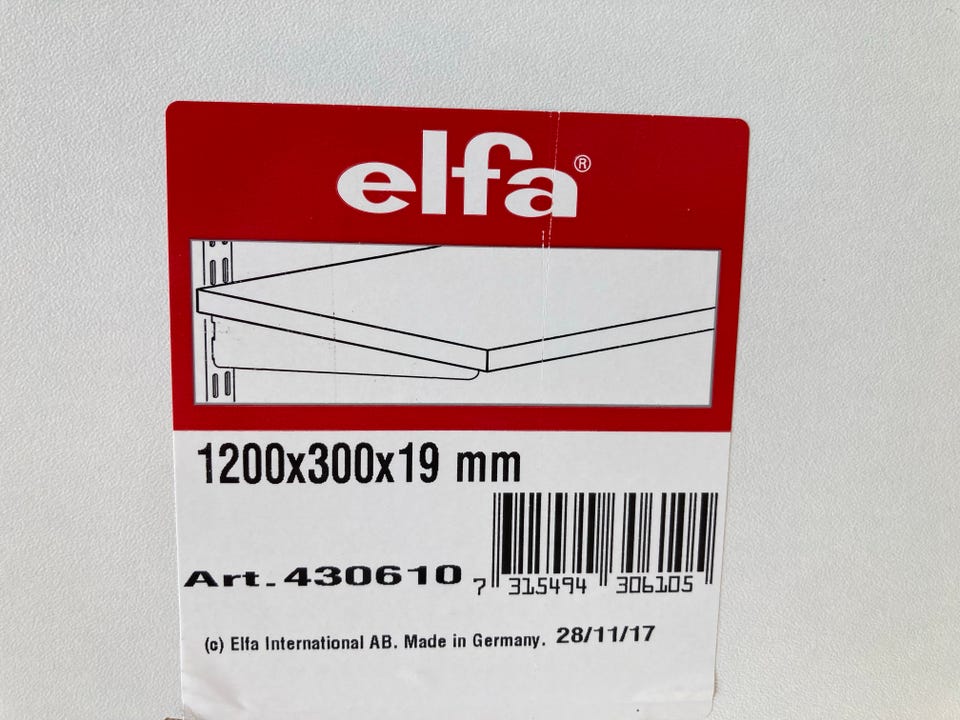 elfa®
1200x300x19 mm
Art. 430610
7 315494 306105
(c) Elfa International AB. Made in Germany. 28/11/17